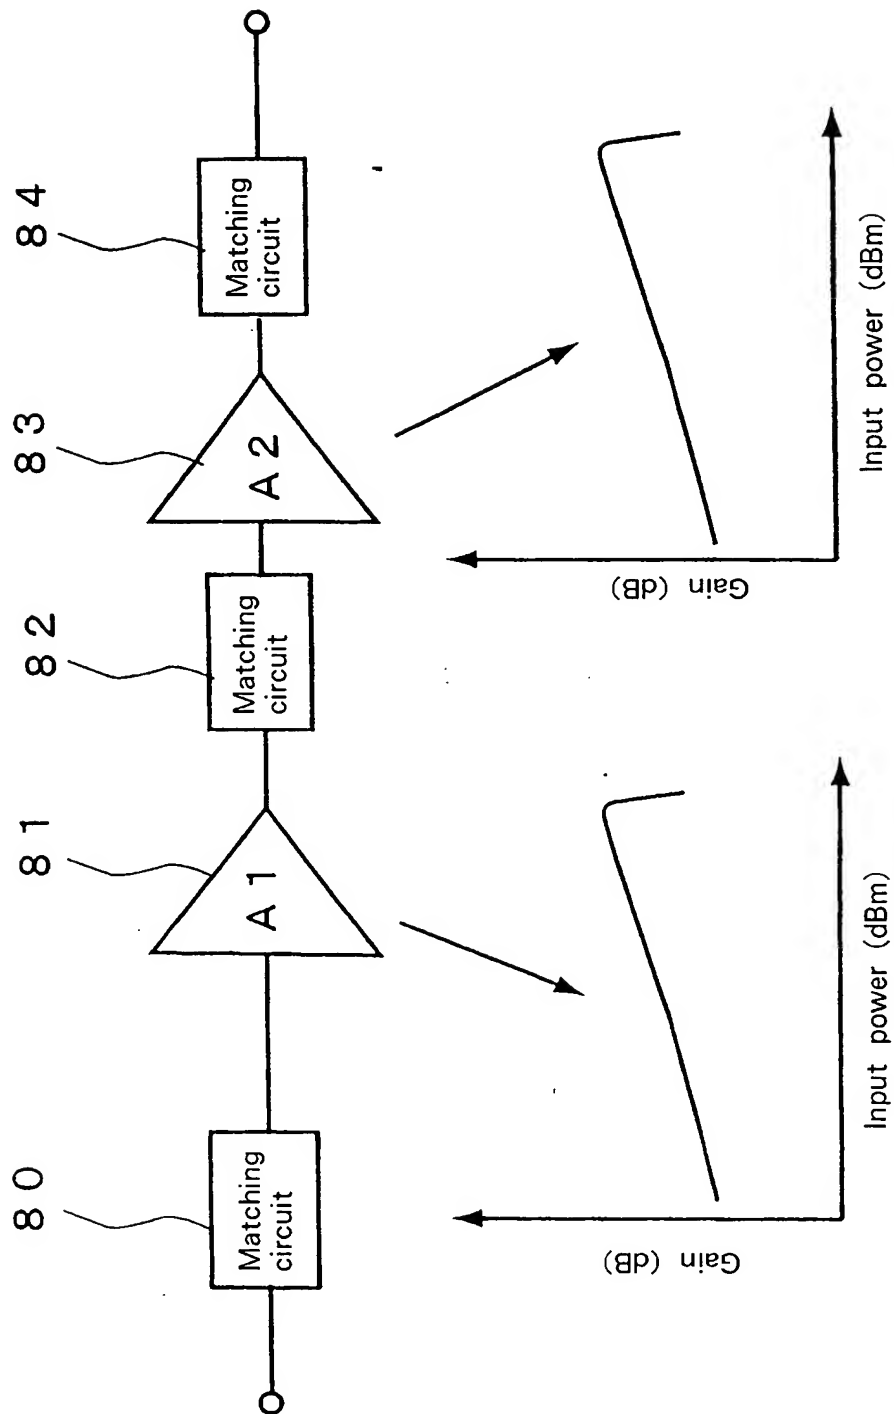 80
81
82
83
84
Matching
circuit
A1
Matching
circuit
A2
Matching
circuit
Gain (dB)
Input power (dBm)
Gain (dB)
Input power (dBm)